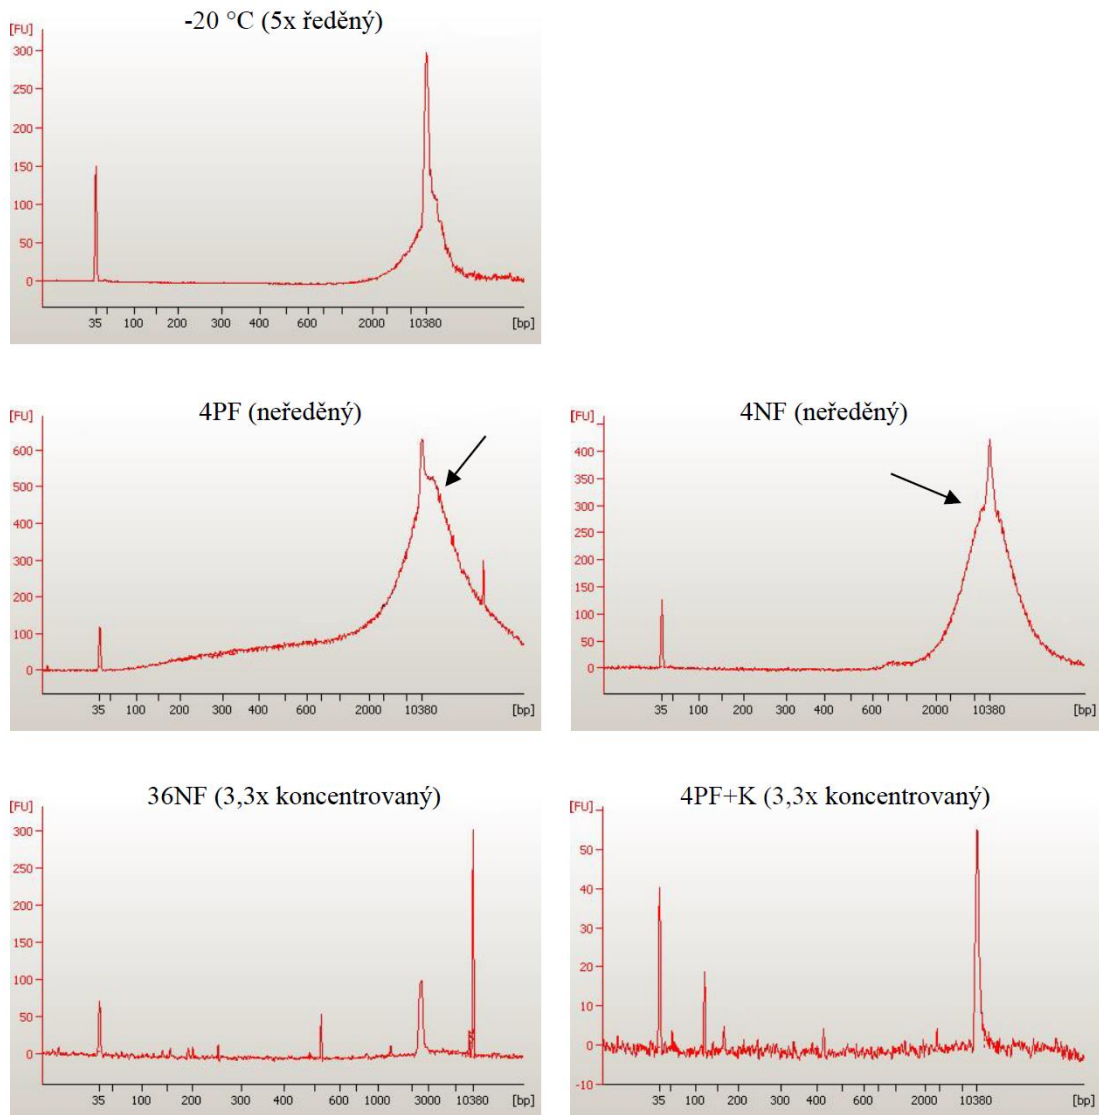 -20 °C (5x ředěný)
[FU]
300
250
200
150
100
50
0
35 100 200 300 400 600 2000 10380 [bp]
4PF (neředěný)
[FU]
600
500
400
300
200
100
0
35 100 200 300 400 600 2000 10380 [bp]
4NF (neředěný)
[FU]
400
350
300
250
200
150
100
50
0
35 100 200 300 400 600 2000 10380 [bp]
36NF (3,3x koncentrovaný)
[FU]
300
250
200
150
100
50
0
35 100 200 300 400 600 1000 3000 10380 [bp]
4PF+K (3,3x koncentrovaný)
[FU]
50
40
30
20
10
0
-10
35 100 200 300 400 600 2000 10380 [bp]